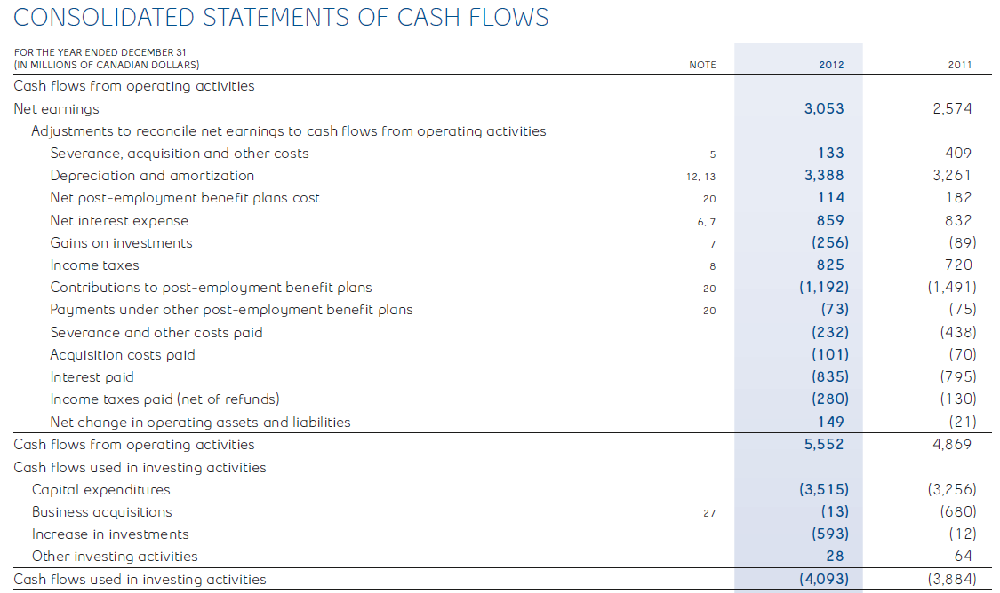 CONSOLIDATED STATEMENTS OF CASH FLOWS
FOR THE YEAR ENDED DECEMBER 31
(IN MILLIONS OF CANADIAN DOLLARS) NOTE 2012 2011
Cash flows from operating activities
Net earnings 3,053 2,574
Adjustments to reconcile net earnings to cash flows from operating activities
Severance, acquisition and other costs 5 133 409
Depreciation and amortization 12, 13 3,388 3,261
Net post-employment benefit plans cost 20 114 182
Net interest expense 6, 7 859 832
Gains on investments 7 (256) (89)
Income taxes 8 825 720
Contributions to post-employment benefit plans 20 (1,192) (1,491)
Payments under other post-employment benefit plans 20 (73) (75)
Severance and other costs paid (232) (438)
Acquisition costs paid (101) (70)
Interest paid (835) (795)
Income taxes paid (net of refunds) (280) (130)
Net change in operating assets and liabilities 149 (21)
Cash flows from operating activities 5,552 4,869
Cash flows used in investing activities
Capital expenditures (3,515) (3,256)
Business acquisitions 27 (13) (680)
Increase in investments (593) (12)
Other investing activities 28 64
Cash flows used in investing activities (4,093) (3,884)